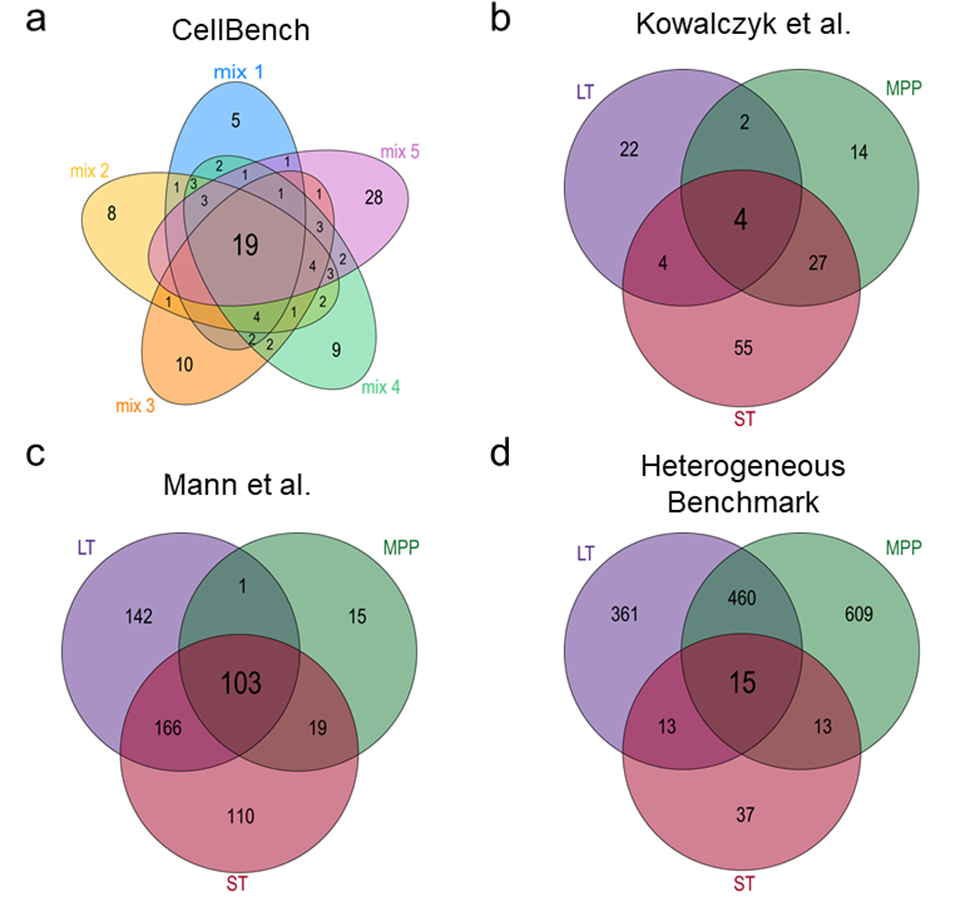 a
CellBench
mix 1
5
mix 5
mix 2
2
1
1
3
1
1
1
28
8
3
3
19
2
4
3
1
2
4
1
2
2
9
10
mix 4
mix 3
b
Kowalczyk et al.
LT
MPP
2
22
14
4
4
27
55
ST
c
Mann et al.
LT
MPP
1
142
15
103
166
19
110
ST
d
Heterogeneous
Benchmark
LT
MPP
460
361
609
15
13
13
37
ST